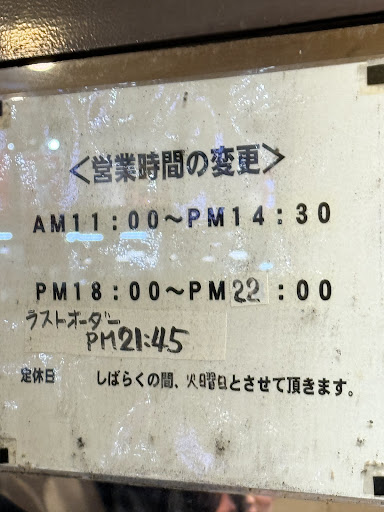 <営業時間の変更>
AM11:00～PM14:30
PM18:00～PM22:00
ラストオーダー
PM21:45
定休日 しばらくの間、火曜日とさせて頂きます。